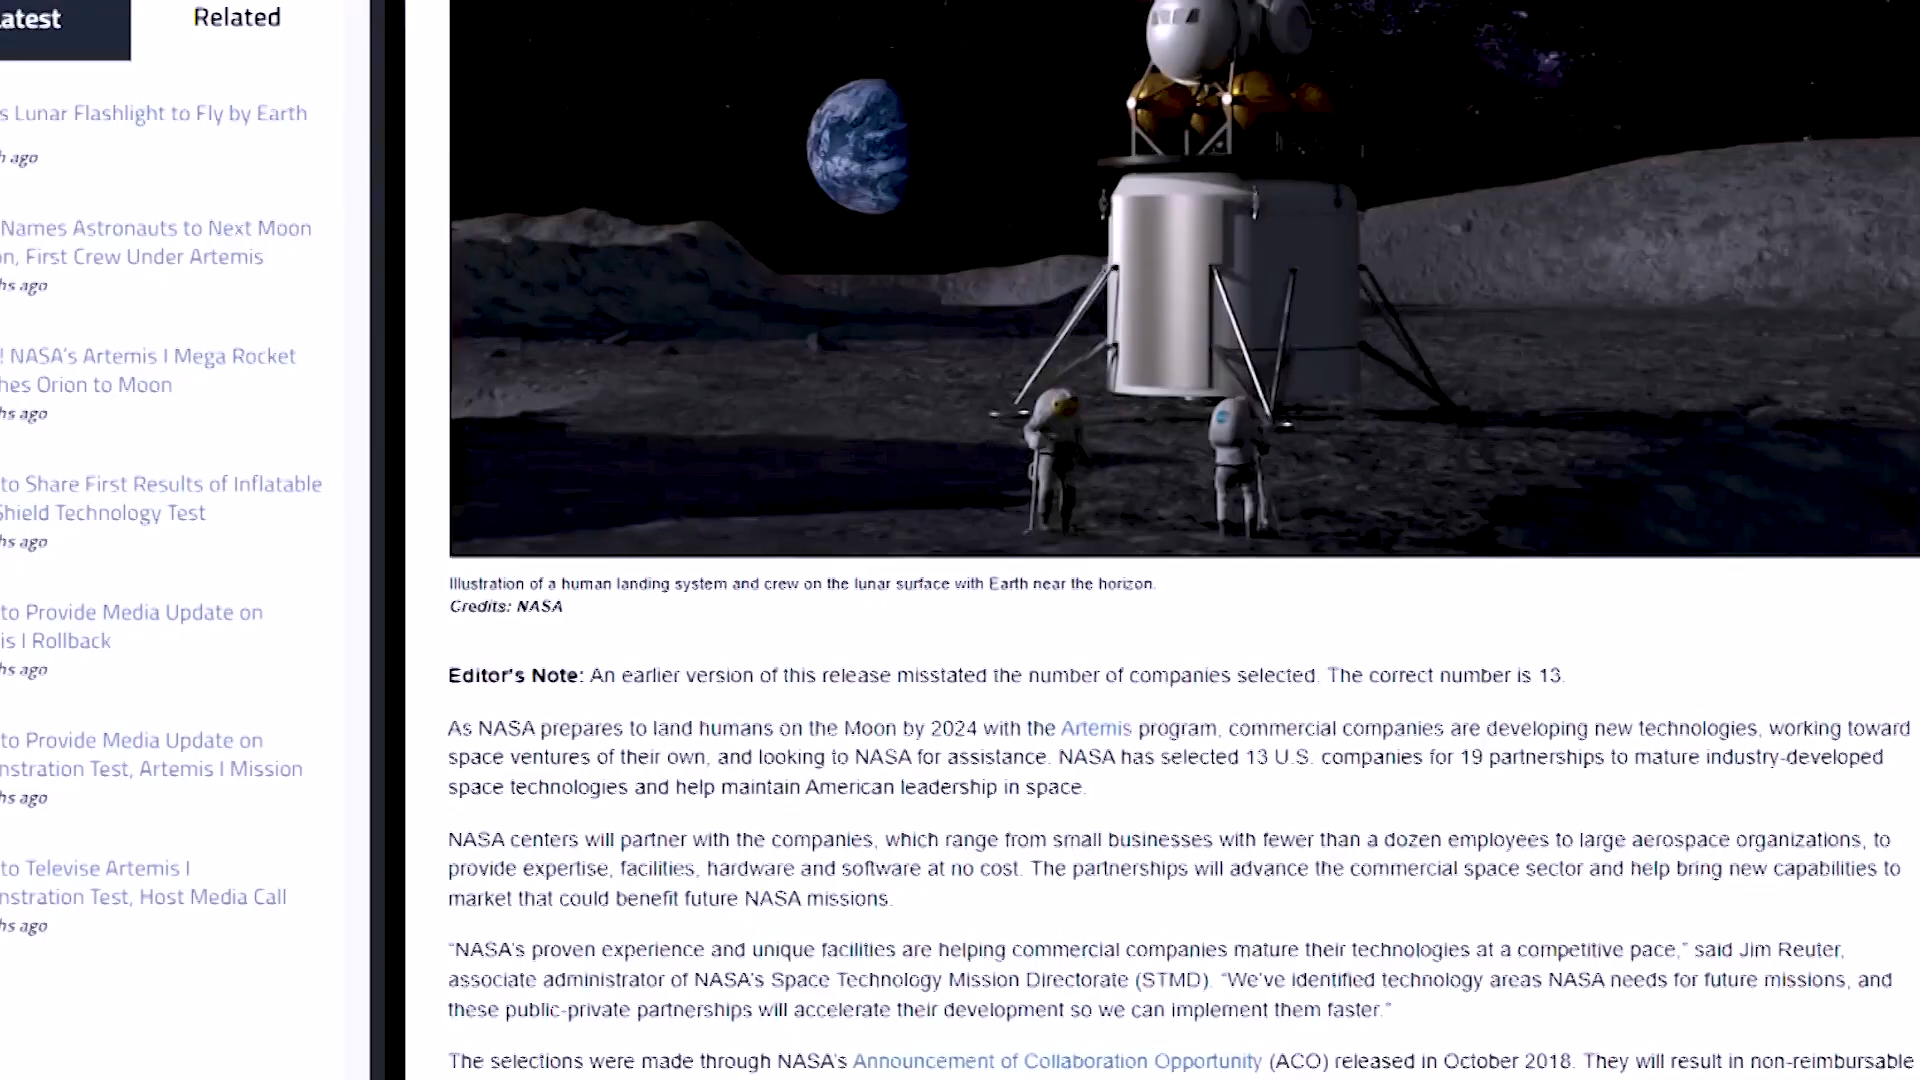 Latest
Related
s Lunar Flashlight to Fly by Earth
h ago
Names Astronauts to Next Moon
on, First Crew Under Artemis
hs ago
! NASA's Artemis I Mega Rocket
hes Orion to Moon
hs ago
to Share First Results of Inflatable
Shield Technology Test
hs ago
to Provide Media Update on
is I Rollback
hs ago
to Provide Media Update on
nstration Test, Artemis I Mission
hs ago
to Televise Artemis I
nstration Test, Host Media Call
hs ago
Illustration of a human landing system and crew on the lunar surface with Earth near the horizon.
Credits: NASA
Editor's Note: An earlier version of this release misstated the number of companies selected. The correct number is 13.
As NASA prepares to land humans on the Moon by 2024 with the Artemis program, commercial companies are developing new technologies, working toward
space ventures of their own, and looking to NASA for assistance. NASA has selected 13 U.S. companies for 19 partnerships to mature industry-developed
space technologies and help maintain American leadership in space.
NASA centers will partner with the companies, which range from small businesses with fewer than a dozen employees to large aerospace organizations, to
provide expertise, facilities, hardware and software at no cost. The partnerships will advance the commercial space sector and help bring new capabilities to
market that could benefit future NASA missions.
“NASA's proven experience and unique facilities are helping commercial companies mature their technologies at a competitive pace,” said Jim Reuter,
associate administrator of NASA's Space Technology Mission Directorate (STMD). “We've identified technology areas NASA needs for future missions, and
these public-private partnerships will accelerate their development so we can implement them faster.”
The selections were made through NASA's Announcement of Collaboration Opportunity (ACO) released in October 2018. They will result in non-reimbursable